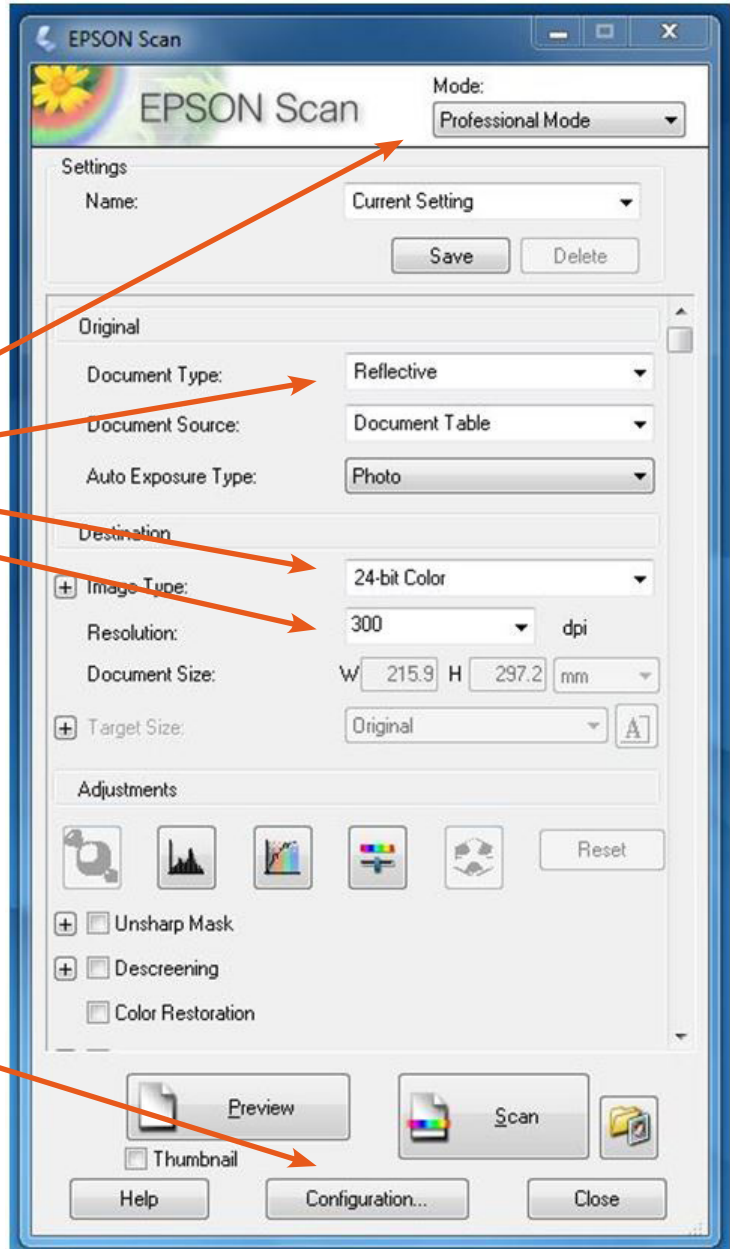 EPSON Scan
EPSON Scan
Mode:
Professional Mode
Settings
Name: Current Setting
Save Delete
Original
Document Type: Reflective
Document Source: Document Table
Auto Exposure Type: Photo
Destination
Image Type: 24-bit Color
Resolution: 300 dpi
Document Size: W 215.9 H 297.2 mm
Target Size: Original A
Adjustments
Reset
Unsharp Mask
Descreening
Color Restoration
Preview Scan
Thumbnail
Help Configuration... Close